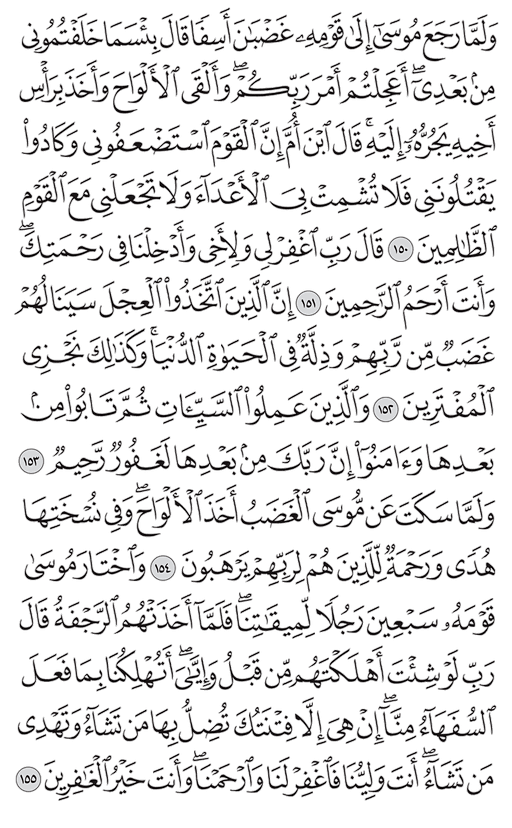 وَلَمَّا رَجَعَ مُوسَىٰٓ إِلَىٰ قَوْمِهِۦ غَضْبَٰنَ أَسِفٗا قَالَ بِئْسَمَا خَلَفْتُمُونِي
مِنۢ بَعْدِيٓۖ أَعَجِلْتُمْ أَمْرَ رَبِّكُمْۖ وَأَلْقَى ٱلْأَلْوَاحَ وَأَخَذَ بِرَأْسِ
أَخِيهِ يَجُرُّهُۥٓ إِلَيْهِۚ قَالَ ٱبْنَ أُمَّ إِنَّ ٱلْقَوْمَ ٱسْتَضْعَفُونِي وَكَادُوا۟
يَقْتُلُونَنِي فَلَا تُشْمِتْ بِيَ ٱلْأَعْدَآءَ وَلَا تَجْعَلْنِي مَعَ ٱلْقَوْمِ
ٱلظَّٰلِمِينَ ١٥٠ قَالَ رَبِّ ٱغْفِرْ لِي وَلِأَخِي وَأَدْخِلْنَا فِي رَحْمَتِكَۖ
وَأَنتَ أَرْحَمُ ٱلرَّٰحِمِينَ ١٥١ إِنَّ ٱلَّذِينَ ٱتَّخَذُوا۟ ٱلْعِجْلَ سَيَنَالُهُمْ
غَضَبٞ مِّن رَّبِّهِمْ وَذِلَّةٞ فِي ٱلْحَيَوٰةِ ٱلدُّنْيَاۚ وَكَذَٰلِكَ نَجْزِي
ٱلْمُفْتَرِينَ ١٥٢ وَٱلَّذِينَ عَمِلُوا۟ ٱلسَّيِّـَٔاتِ ثُمَّ تَابُوا۟ مِنۢ
بَعْدِهَا وَءَامَنُوٓا۟ إِنَّ رَبَّكَ مِنۢ بَعْدِهَا لَغَفُورٞ رَّحِيمٞ ١٥٣
وَلَمَّا سَكَتَ عَن مُّوسَى ٱلْغَضَبُ أَخَذَ ٱلْأَلْوَاحَۖ وَفِي نُسْخَتِهَا
هُدٗى وَرَحْمَةٞ لِّلَّذِينَ هُمْ لِرَبِّهِمْ يَرْهَبُونَ ١٥٤ وَٱخْتَارَ مُوسَىٰ
قَوْمَهُۥ سَبْعِينَ رَجُلٗا لِّمِيقَٰتِنَاۖ فَلَمَّآ أَخَذَتْهُمُ ٱلرَّجْفَةُ قَالَ
رَبِّ لَوْ شِئْتَ أَهْلَكْتَهُم مِّن قَبْلُ وَإِيَّٰيَۖ أَتُهْلِكُنَا بِمَا فَعَلَ
ٱلسُّفَهَآءُ مِنَّآۖ إِنْ هِيَ إِلَّا فِتْنَتُكَ تُضِلُّ بِهَا مَن تَشَآءُ وَتَهْدِي
مَن تَشَآءُۖ أَنتَ وَلِيُّنَا فَٱغْفِرْ لَنَا وَٱرْحَمْنَاۖ وَأَنتَ خَيْرُ ٱلْغَٰفِرِينَ ١٥٥